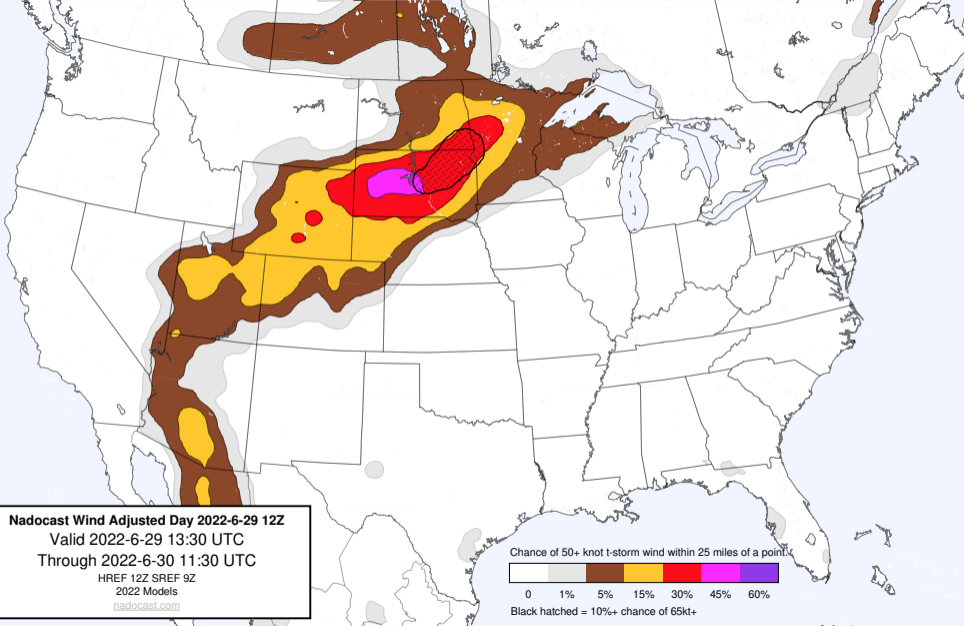 Nadocast Wind Adjusted Day 2022-6-29 12Z
Valid 2022-6-29 13:30 UTC
Through 2022-6-30 11:30 UTC
HREF 12Z SREF 9Z
2022 Models
nadocast.com
Chance of 50+ knot t-storm wind within 25 miles of a point.
0 1% 5% 15% 30% 45% 60%
Black hatched = 10%+ chance of 65kt+